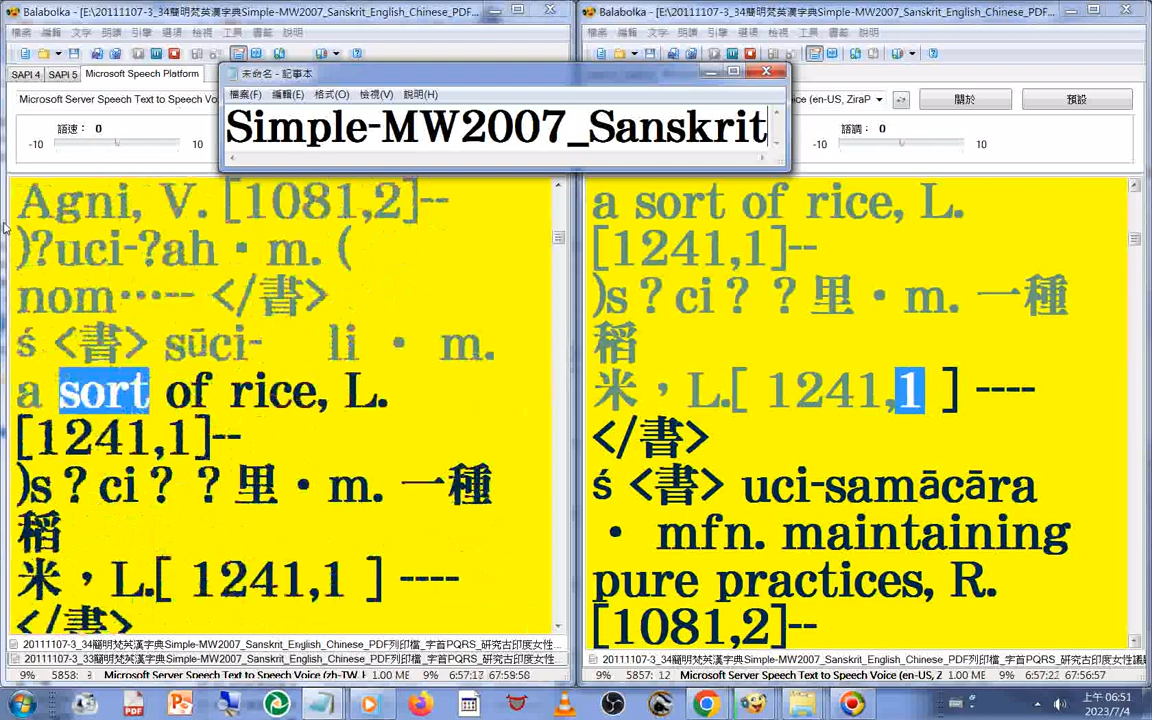 Balabolka - [E:\20111107-3_34簡明梵英漢字典Simple-MW2007_Sanskrit_English_Chinese_PDF...
檔案 編輯 文字 朗讀 引擎 選項 檢視 工具 書籤 說明
SAPI 4 SAPI 5 Microsoft Speech Platform
Microsoft Server Speech Text to Speech Vo
語速： 0
-10 10
Agni, V. [1081,2]--
)?uci-?ah‧m. (
nom…-- </書>
ś <書> sūci- li ‧ m.
a sort of rice, L.
[1241,1]--
)s？ci？？里‧m. 一種
稻
米，L.[ 1241,1 ] ----
</書>
20111107-3_34簡明梵英漢字典Simple-MW2007_Sanskrit_English_Chinese_PDF列印檔_字首PQRS_研究古印度女性...
20111107-3_33簡明梵英漢字典Simple-MW2007_Sanskrit_English_Chinese_PDF列印檔_字首PQRS_研究古印度女性...
9% 5858: Microsoft Server Speech Text to Speech Voice (zh-TW, 1.00 MB 9% 6:57:17 67:59:58
未命名 - 記事本
檔案(F) 編輯(E) 格式(O) 檢視(V) 說明(H)
Simple-MW2007_Sanskrit
Balabolka - [E:\20111107-3_34簡明梵英漢字典Simple-MW2007_Sanskrit_English_Chinese_PDF...
工具 書籤 說明
ice (en-US, ZiraP 關於 預設
-10 語調： 0 10
a sort of rice, L.
[1241,1]--
)s？ci？？里‧m. 一種
稻
米，L.[ 1241,1 ] ----
</書>
ś <書> uci-samācāra
‧ mfn. maintaining
pure practices, R.
[1081,2]--
20111107-3_34簡明梵英漢字典Simple-MW2007_Sanskrit_English_Chinese_PDF列印檔_字首PQRS_研究古印度女性議
9% 5857: 12 Microsoft Server Speech Text to Speech Voice (en-US, Z 1.00 MB 9% 6:57:22 67:56:57
上午 06:51
2023/7/4